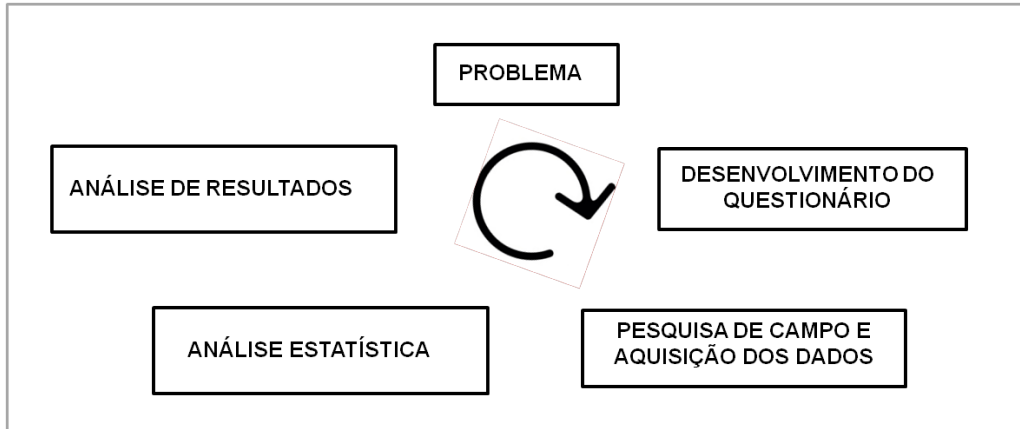 PROBLEMA
ANÁLISE DE RESULTADOS
DESENVOLVIMENTO DO
QUESTIONÁRIO
ANÁLISE ESTATÍSTICA
PESQUISA DE CAMPO E
AQUISIÇÃO DOS DADOS